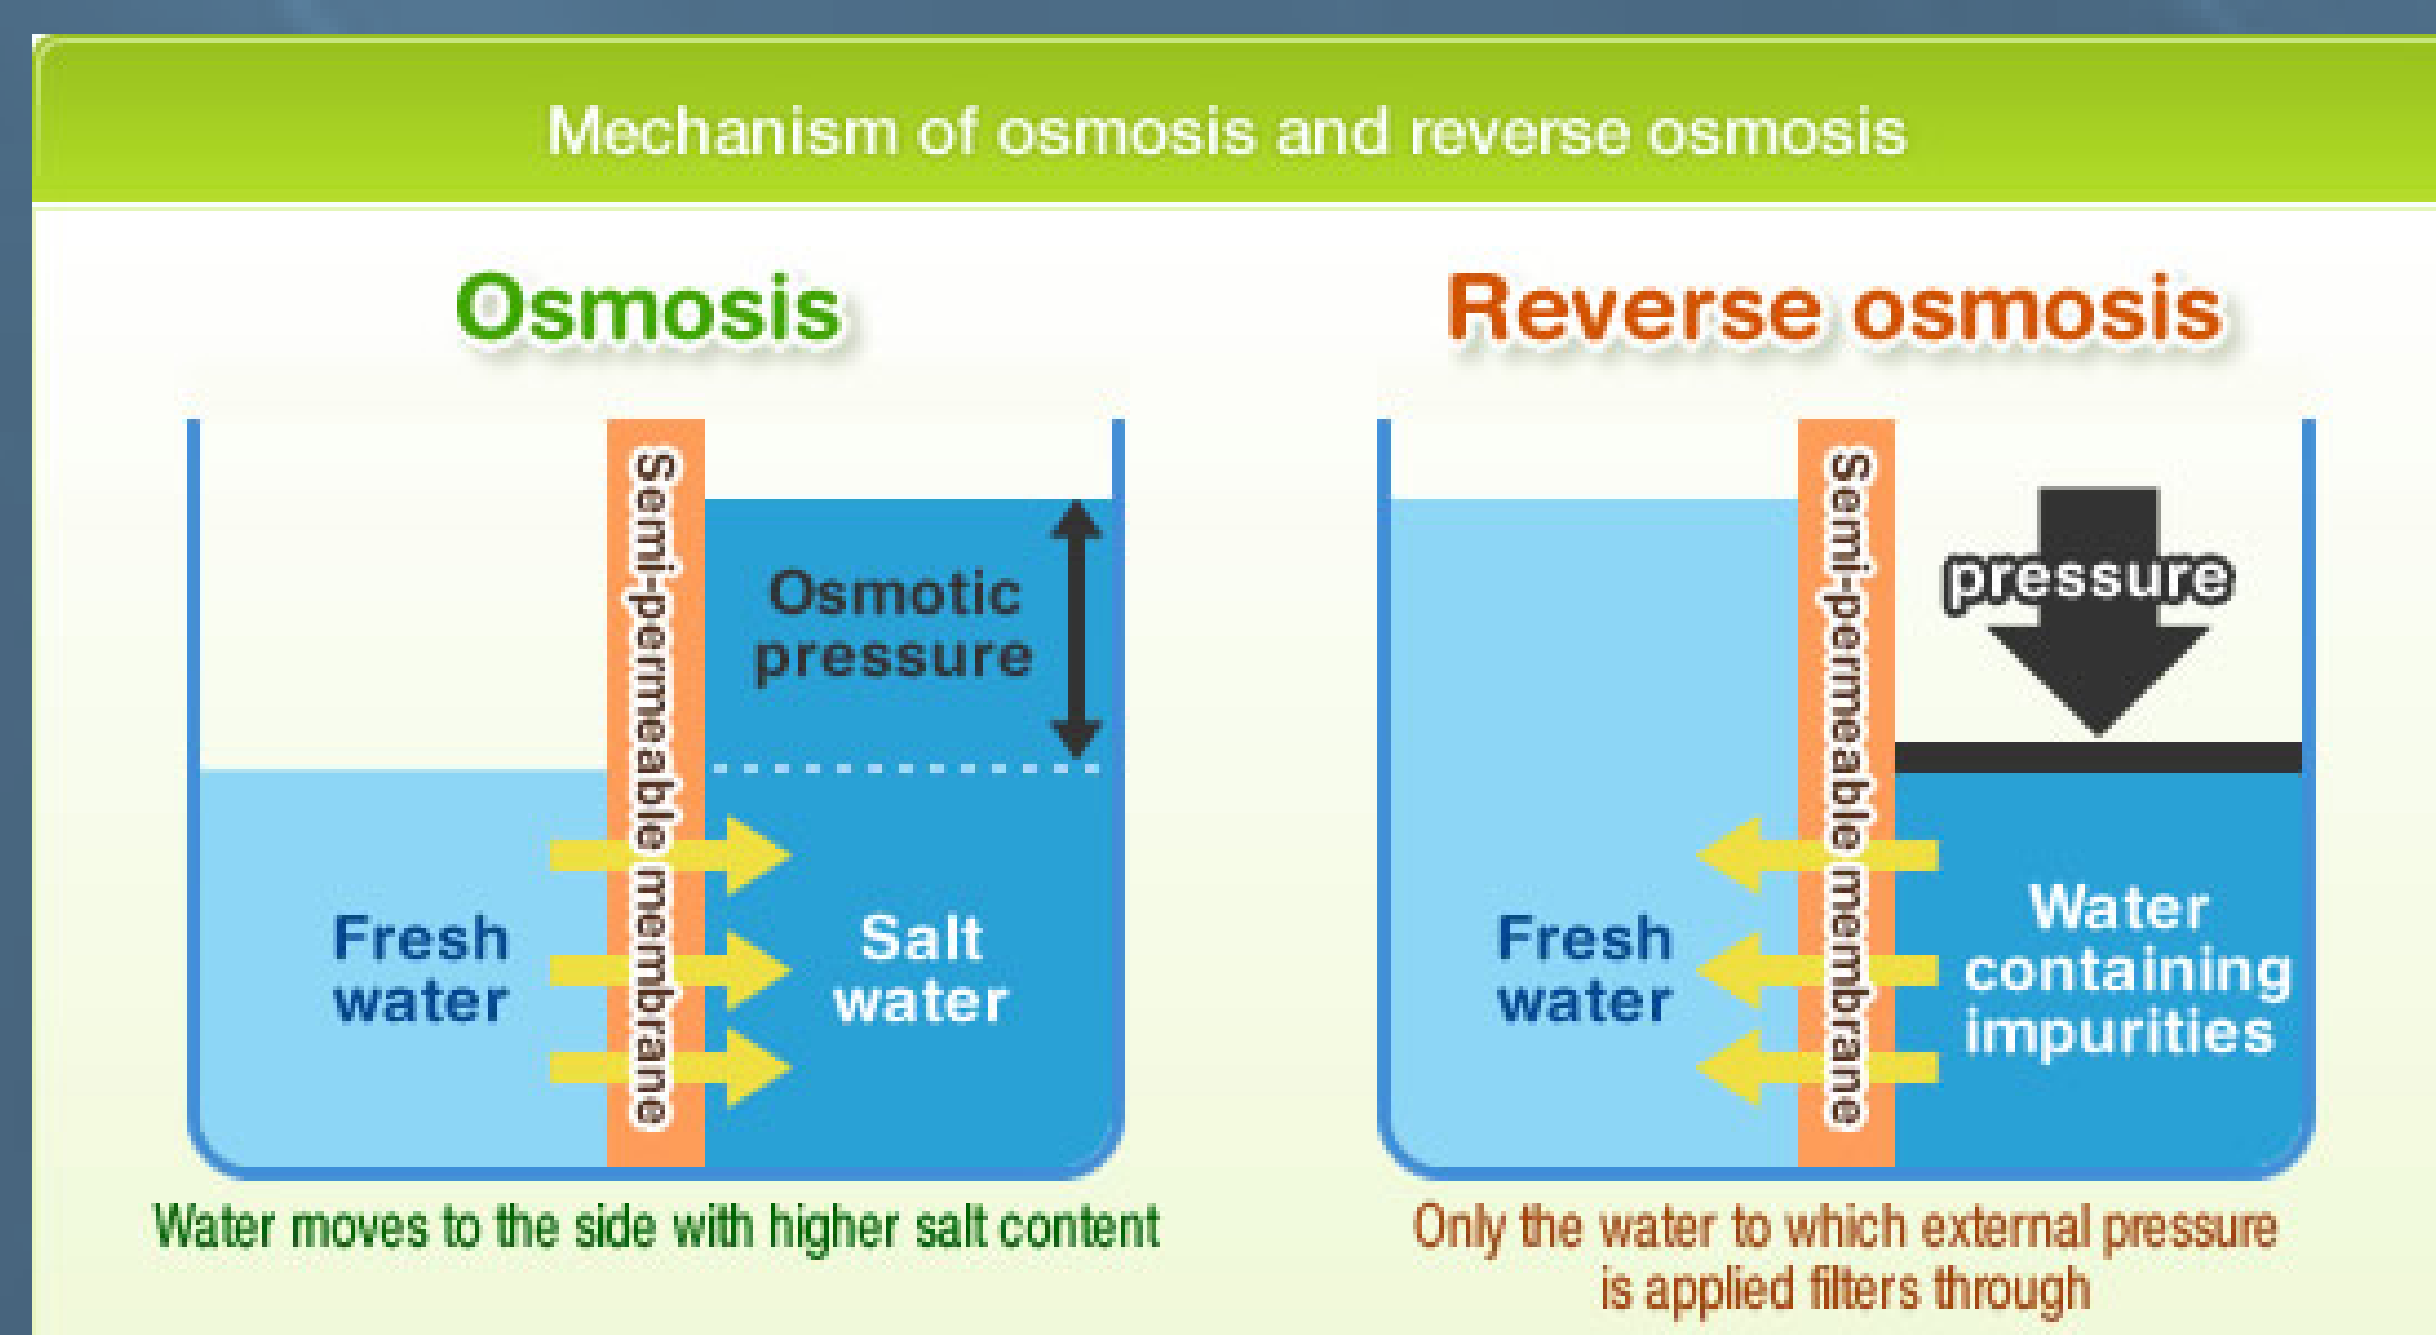 Mechanism of osmosis and reverse osmosis
Osmosis
Semi-permeable membrane
Osmotic
pressure
Fresh
water
Salt
water
Water moves to the side with higher salt content
Reverse osmosis
Semi-permeable membrane
pressure
Fresh
water
Water
containing
impurities
Only the water to which external pressure
is applied filters through